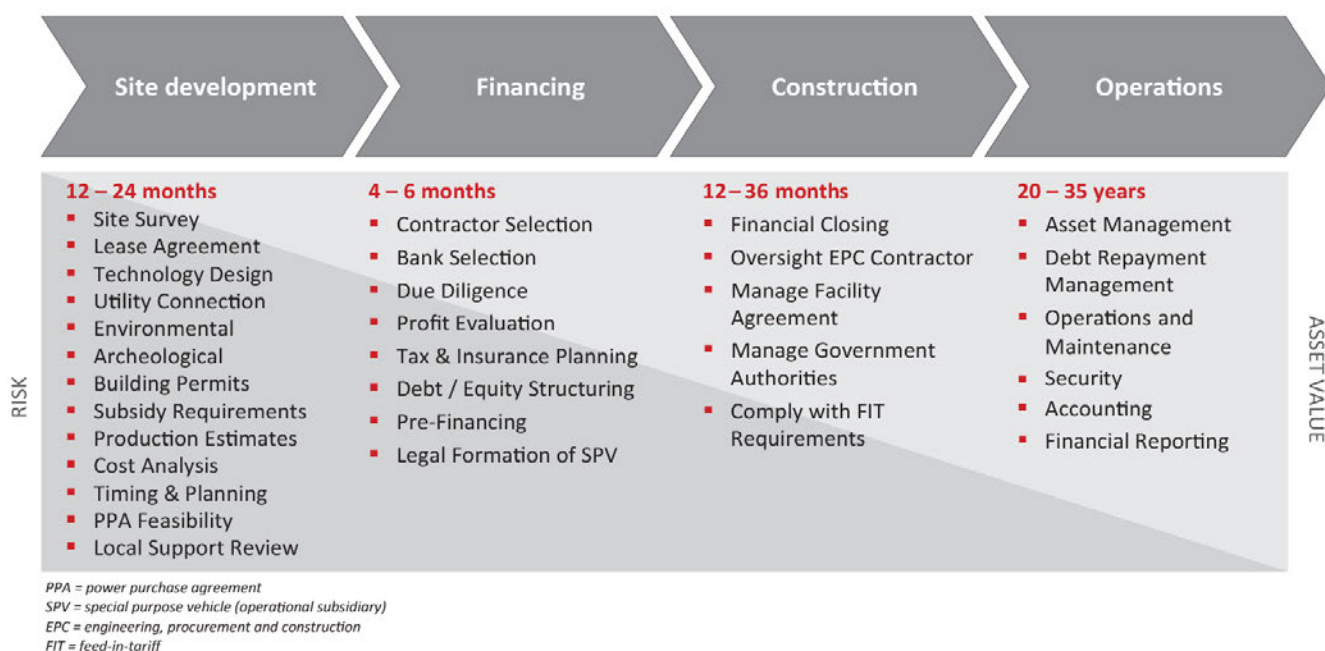 Site development
Financing
Construction
Operations
12 – 24 months
Site Survey
Lease Agreement
Technology Design
Utility Connection
Environmental
Archeological
Building Permits
Subsidy Requirements
Production Estimates
Cost Analysis
Timing & Planning
PPA Feasibility
Local Support Review
4 – 6 months
Contractor Selection
Bank Selection
Due Diligence
Profit Evaluation
Tax & Insurance Planning
Debt / Equity Structuring
Pre-Financing
Legal Formation of SPV
12 – 36 months
Financial Closing
Oversight EPC Contractor
Manage Facility
Agreement
Manage Government
Authorities
Comply with FIT
Requirements
20 – 35 years
Asset Management
Debt Repayment
Management
Operations and
Maintenance
Security
Accounting
Financial Reporting
RISK
ASSET VALUE
PPA = power purchase agreement
SPV = special purpose vehicle (operational subsidiary)
EPC = engineering, procurement and construction
FIT = feed-in-tariff